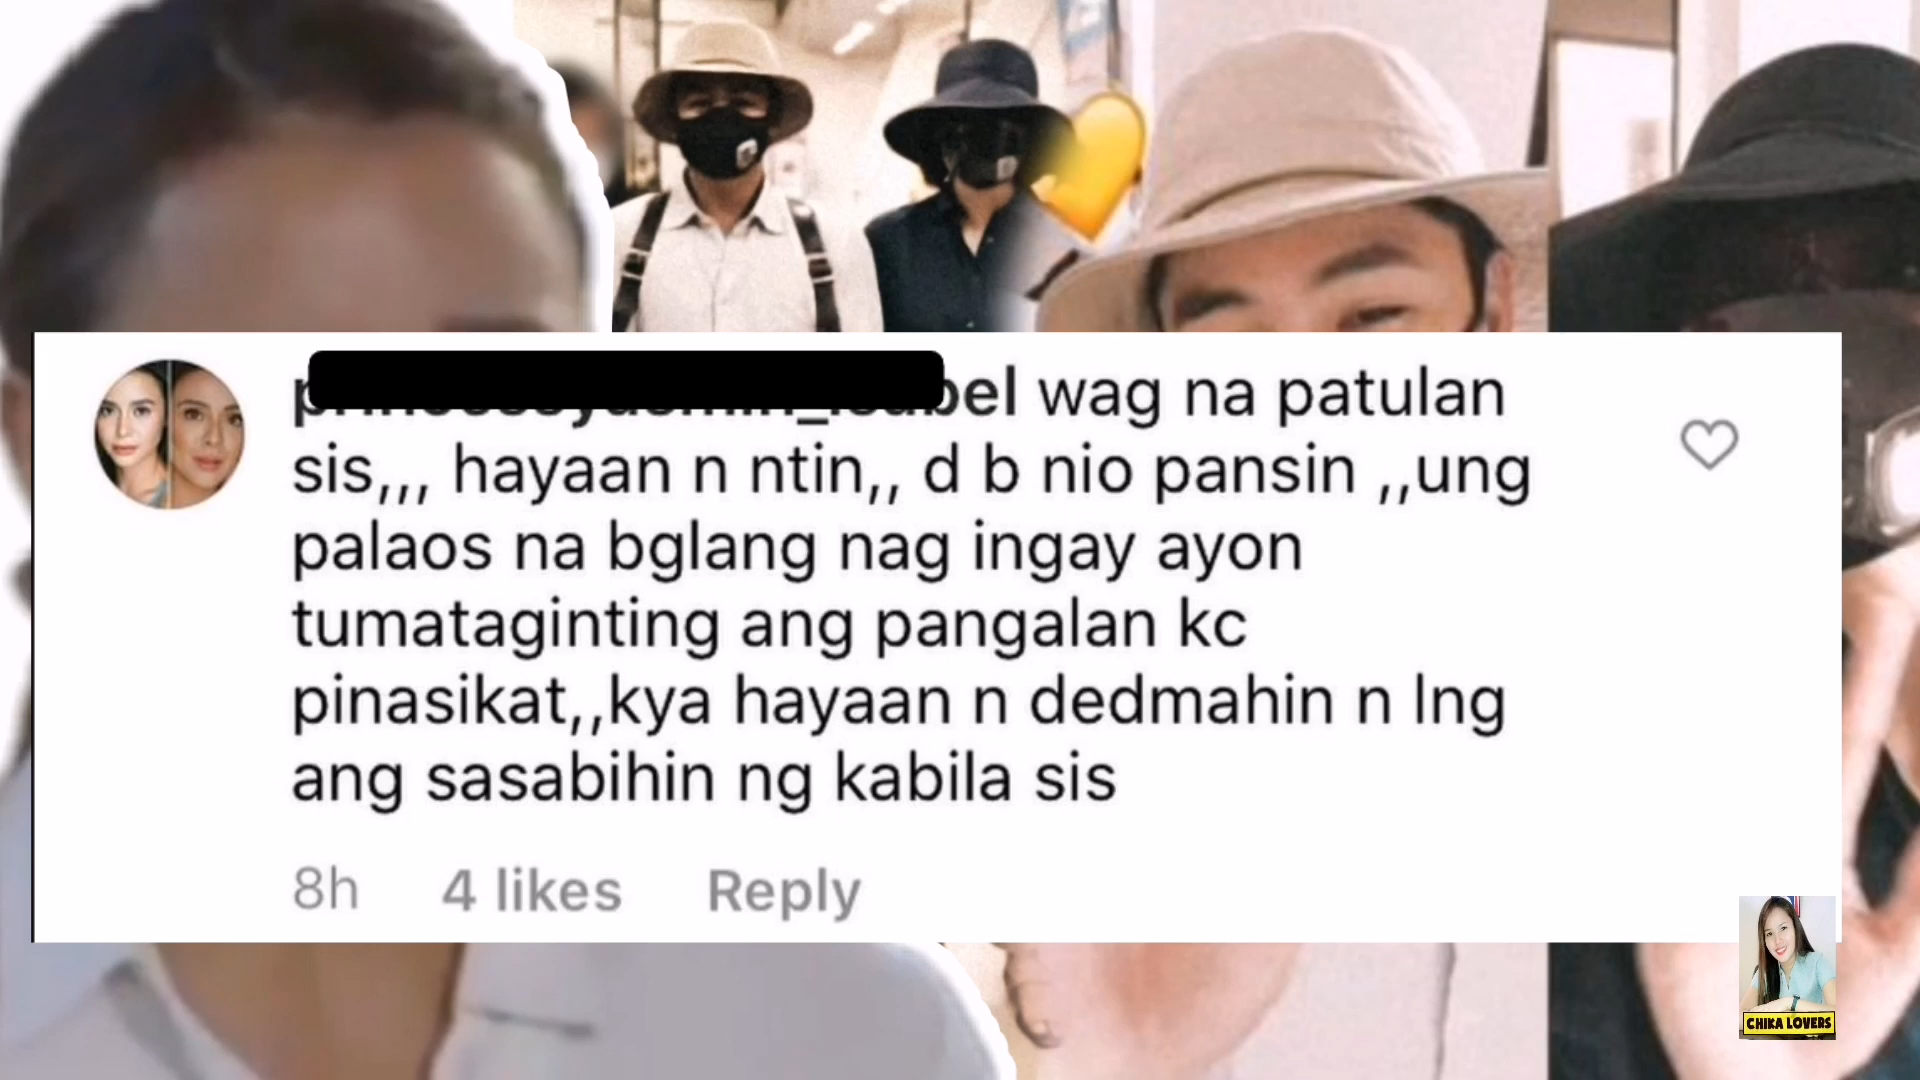 bel wag na patulan
sis,,, hayaan n ntin,, d b nio pansin ,,ung
palaos na bglang nag ingay ayon
tumataginting ang pangalan kc
pinasikat,,kya hayaan n dedmahin n lng
ang sasabihin ng kabila sis
8h 4 likes Reply
CHIKA LOVERS